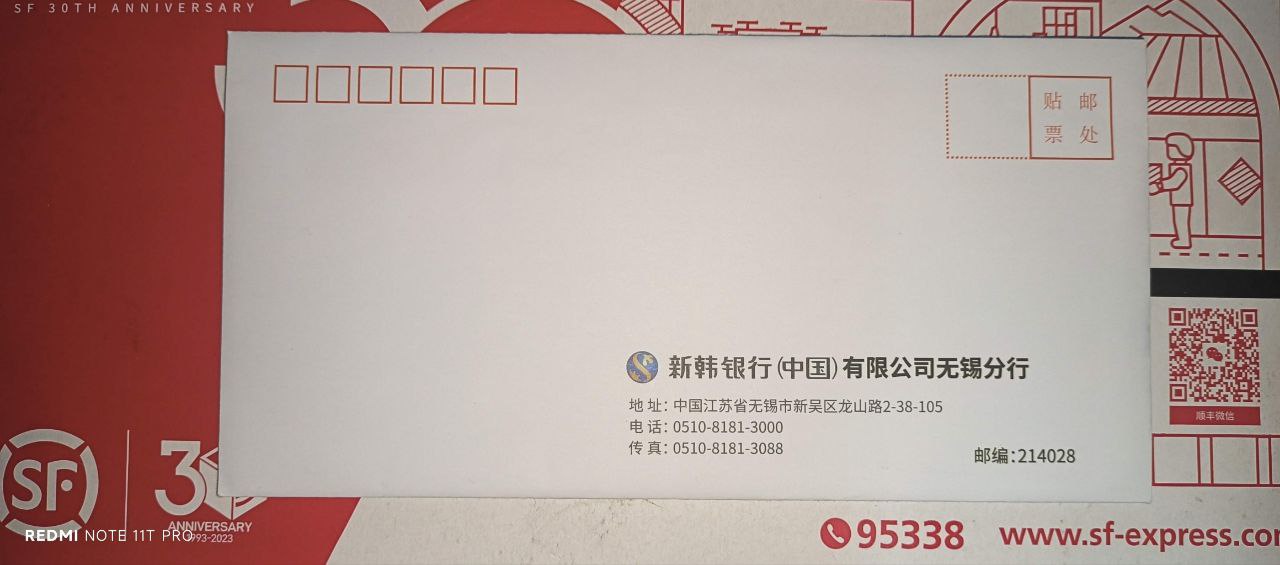 SF 30TH ANNIVERSARY
贴 邮
票 处
新韩银行(中国)有限公司无锡分行
地 址：中国江苏省无锡市新吴区龙山路2-38-105
电 话：0510-8181-3000
传 真：0510-8181-3088
邮编：214028
顺丰微信
SF
30
ANNIVERSARY
1993-2023
REDMI NOTE 11T PRO
95338
www.sf-express.co